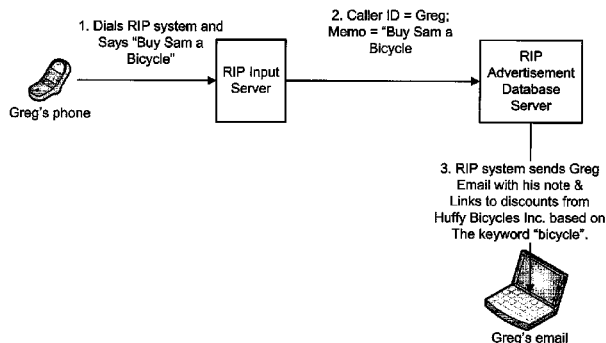 1. Dials RIP system and
Says "Buy Sam a
Bicycle"
Greg's phone
RIP Input
Server
2. Caller ID = Greg;
Memo = "Buy Sam a
Bicycle
RIP
Advertisement
Database
Server
3. RIP system sends Greg
Email with his note &
Links to discounts from
Huffy Bicycles Inc. based on
The keyword "bicycle".
Greg's email